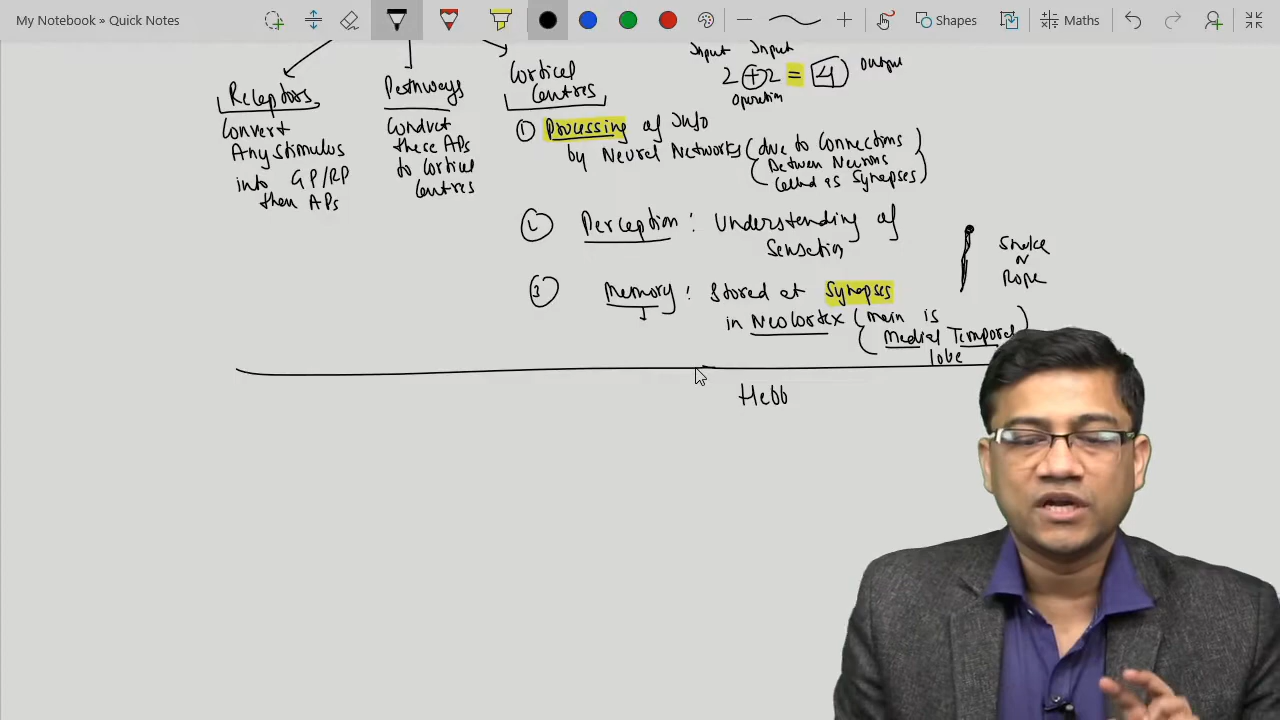 My Notebook » Quick Notes
Shapes
Maths
Receptors
Convert
Any stimulus
into GP/RP
then APs
Pathways
Conduct
these APs
to Cortical
Centres
Cortical
Centres
Input Input
2 + 2 = 4 Output
Operation
① Processing of Info
by Neural Networks (due to Connections
Between Neurons
Called as Synapses)
② Perception : Understanding of
Sensation
Snake
or
Rope
③ Memory : Stored at Synapses
in Neocortex (main is
Medial Temporal
lobe
Hebb